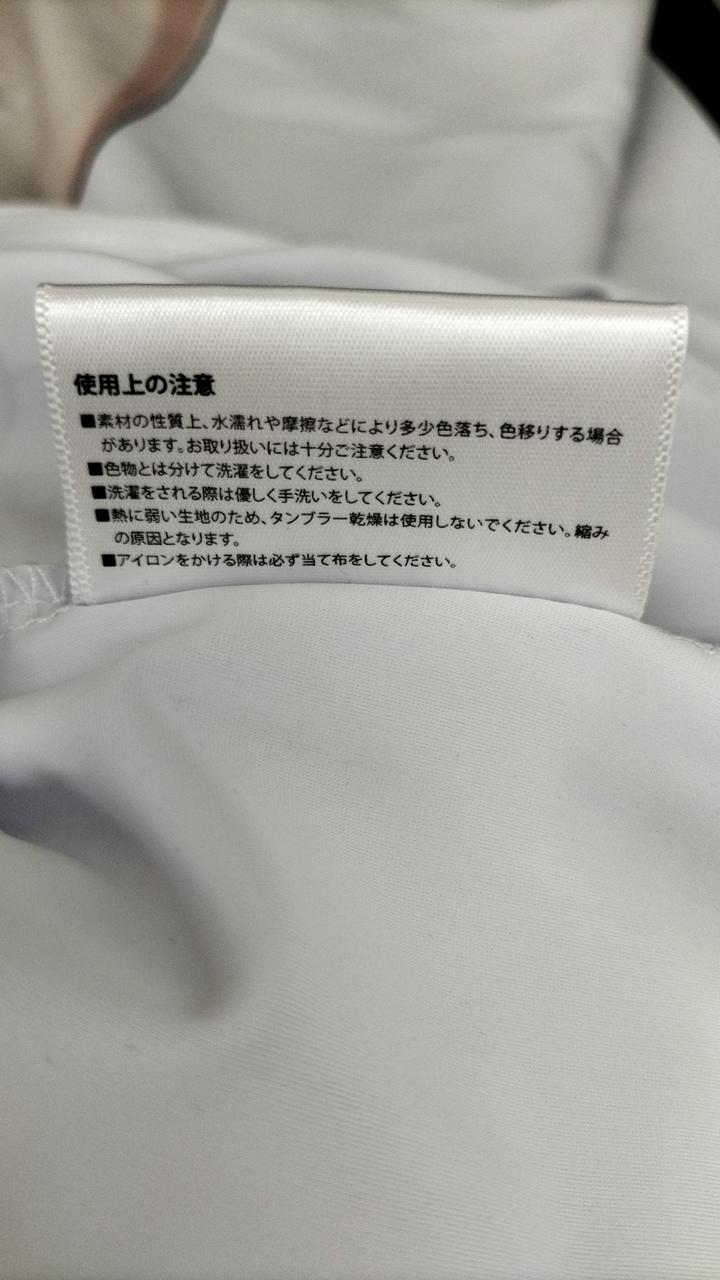 使用上の注意
■素材の性質上、水濡れや摩擦などにより多少色落ち、色移りする場合
があります。お取り扱いには十分ご注意ください。
■色物とは分けて洗濯をしてください。
■洗濯をされる際は優しく手洗いをしてください。
■熱に弱い生地のため、タンブラー乾燥は使用しないでください。縮み
の原因となります。
■アイロンをかける際は必ず当て布をしてください。